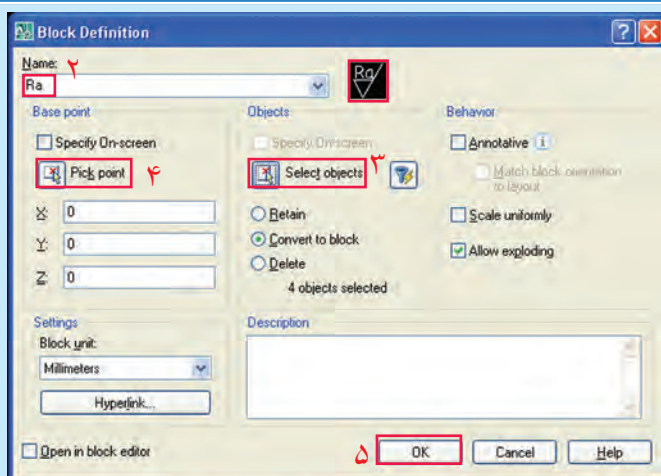 Block Definition
Name: ۲
Ra
Ra
Base point
Specify On-screen
Pick point ۴
X: 0
Y: 0
Z: 0
Objects
Specify On-screen
Select objects ۳
Retain
Convert to block
Delete
4 objects selected
Behavior
Annotative
Match block orientation
to layout
Scale uniformly
Allow exploding
Settings
Block unit:
Millimeters
Hyperlink...
Description
Open in block editor
۵ OK Cancel Help